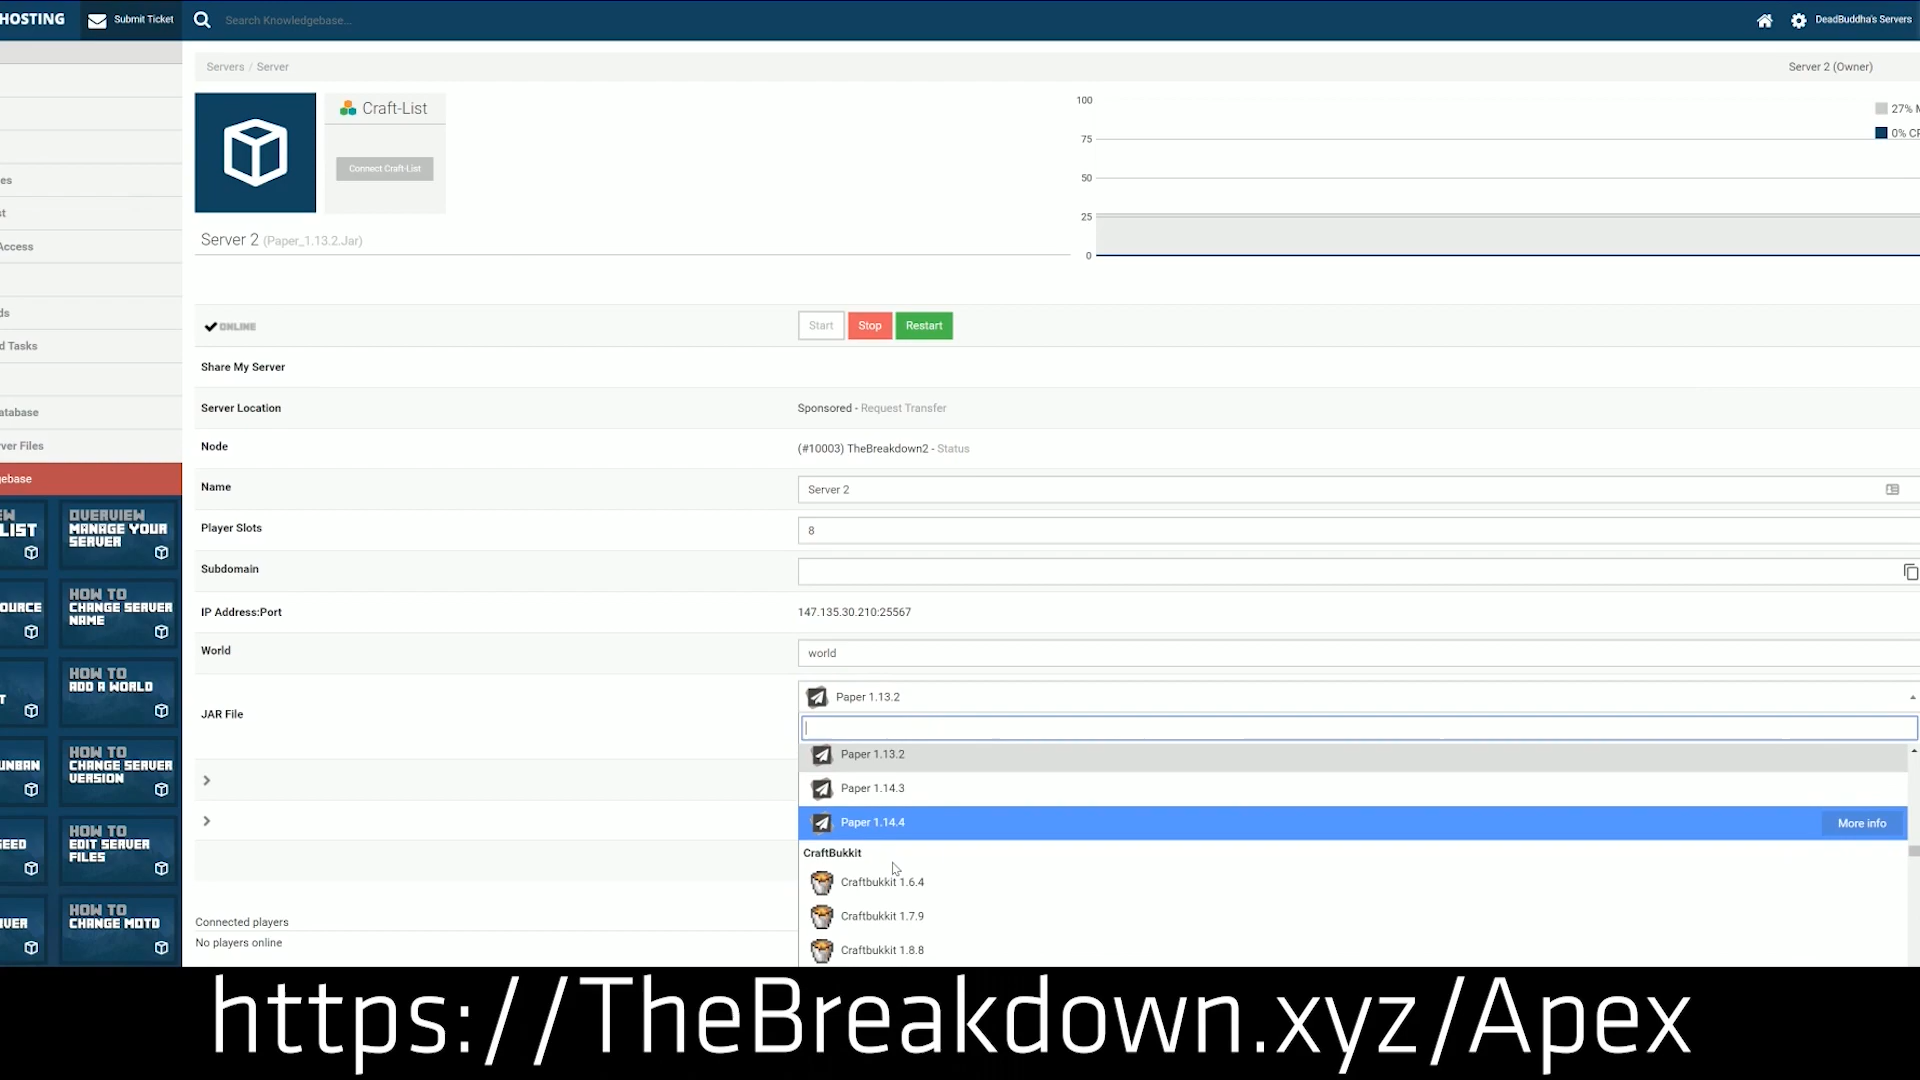 HOSTING
Submit Ticket
Search Knowledgebase...
DeadBuddha's Servers
Servers / Server
Server 2 (Owner)
Craft-List
Connect Craft-List
100
75
50
25
0
27% M
0% CP
Server 2 (Paper_1.13.2.Jar)
es
st
Access
ds
d Tasks
atabase
ver Files
gebase
ONLINE
Start
Stop
Restart
Share My Server
Server Location
Sponsored - Request Transfer
Node
(#10003) TheBreakdown2 - Status
Name
Server 2
Player Slots
8
Subdomain
IP Address:Port
147.135.30.210:25567
World
world
JAR File
Paper 1.13.2
Paper 1.13.2
Paper 1.14.3
Paper 1.14.4
More info
CraftBukkit
Craftbukkit 1.6.4
Craftbukkit 1.7.9
Craftbukkit 1.8.8
Connected players
No players online
EW
LIST
OVERVIEW
MANAGE YOUR
SERVER
OURCE
HOW TO
CHANGE SERVER
NAME
T
HOW TO
ADD A WORLD
UNBAN
HOW TO
CHANGE SERVER
VERSION
EED
HOW TO
EDIT SERVER
FILES
VER
HOW TO
CHANGE MOTD
https://TheBreakdown.xyz/Apex